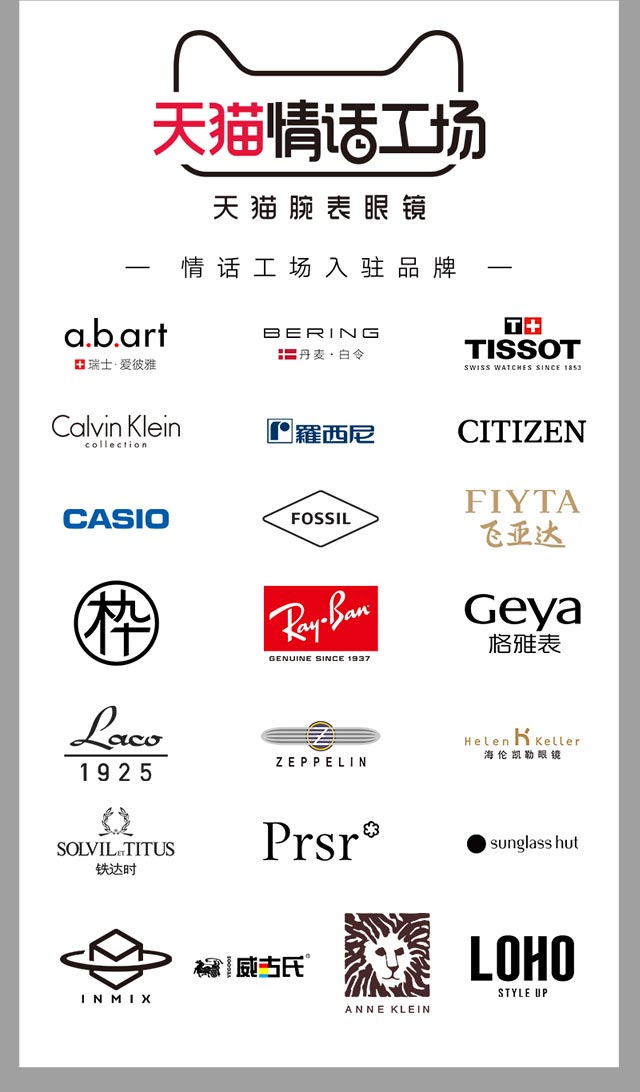 天猫情话工场
天猫腕表眼镜
— 情话工场入驻品牌 —
a.b.art
瑞士·爱彼雅
BERING
丹麦·白令
T+
TISSOT
SWISS WATCHES SINCE 1853
Calvin Klein
collection
羅西尼
CITIZEN
CASIO
FOSSIL
FIYTA
飞亚达
枠
Ray-Ban
GENUINE SINCE 1937
Geya
格雅表
Laco
1925
Z
ZEPPELIN
Helen Keller
海伦凯勒眼镜
SOLVIL ET TITUS
铁达时
Prsr
sunglass hut
INMIX
VEGOOS
威古氏
ANNE KLEIN
LOHO
STYLE UP